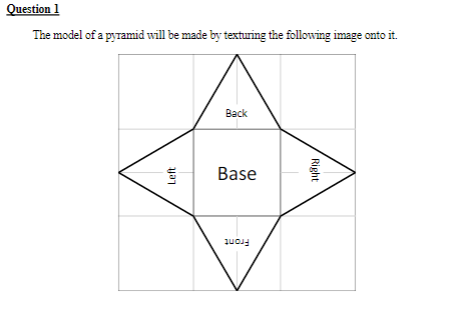 Question 1
The model of a pyramid will be made by texturing the following image onto it.
Back
Left
Base
Right
Front